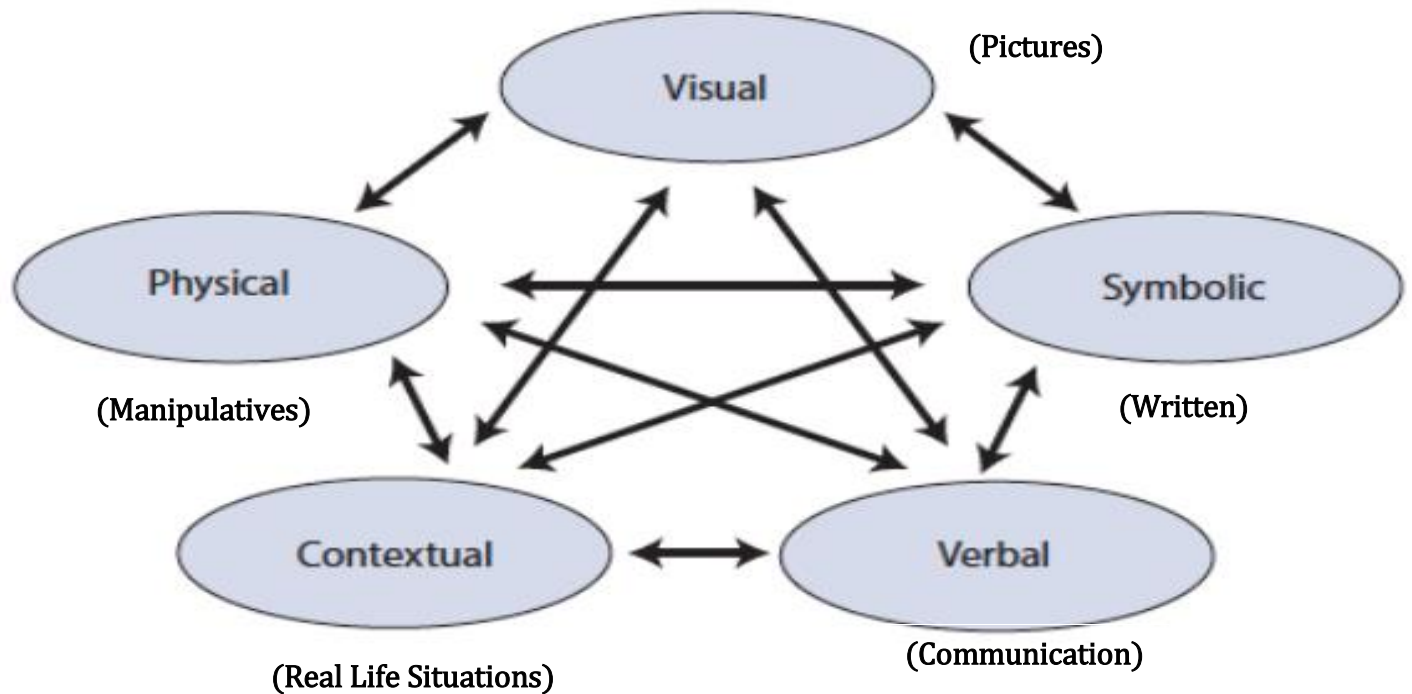 Visual
(Pictures)
Physical
Symbolic
(Manipulatives)
(Written)
Contextual
Verbal
(Real Life Situations)
(Communication)